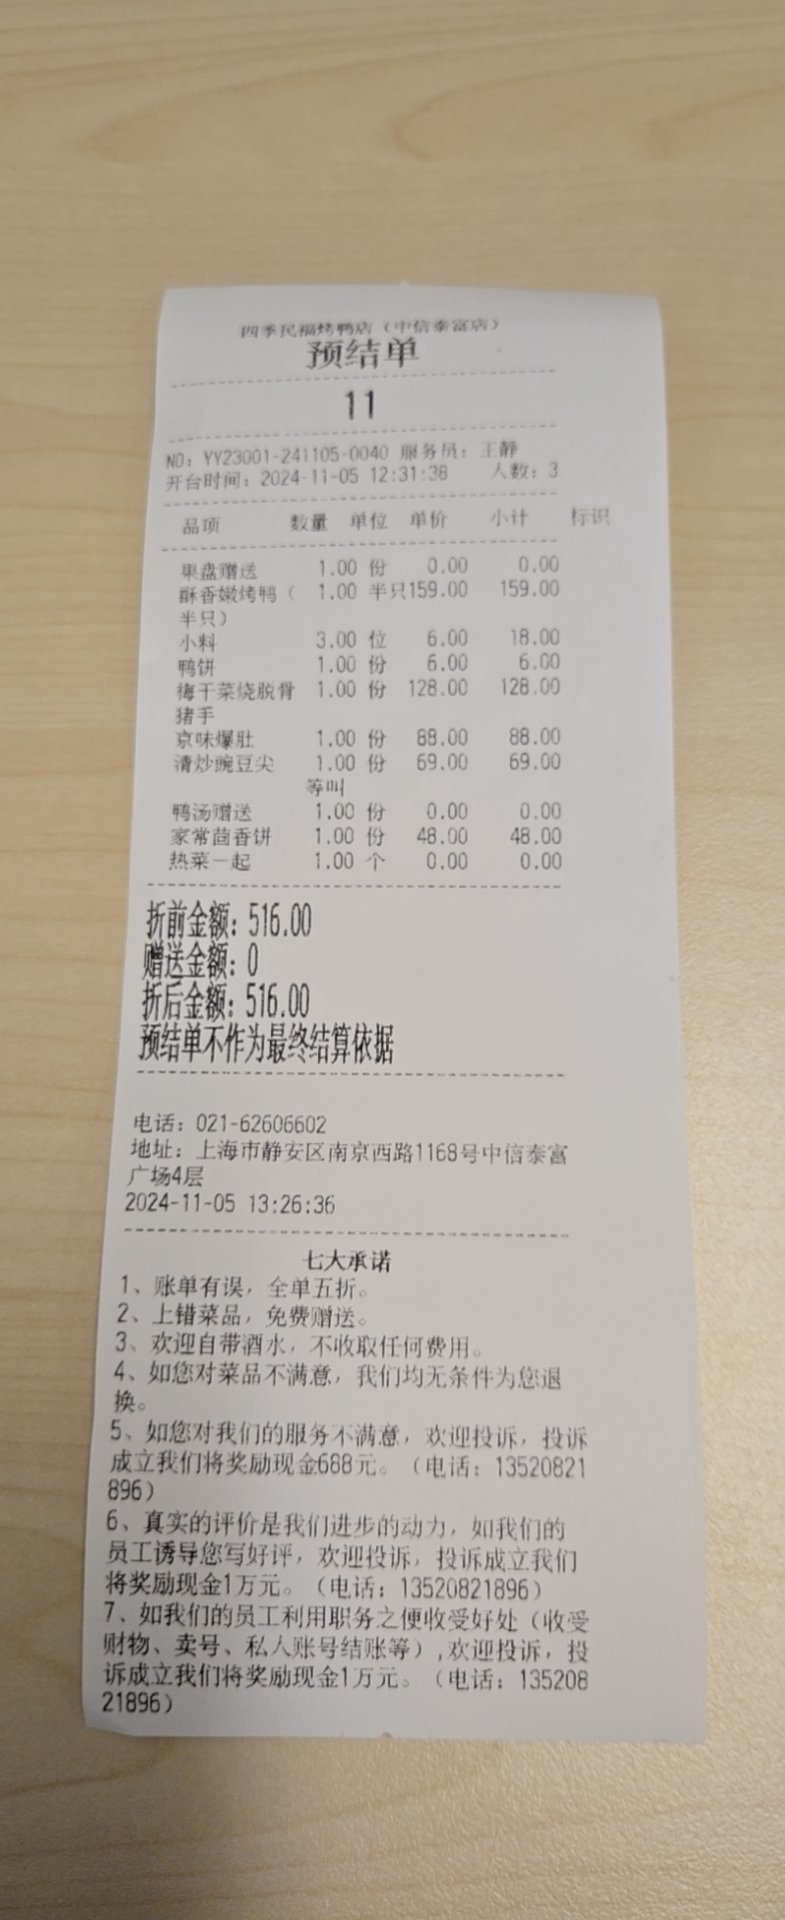 四季民福烤鸭店（中信泰富店）
预结单
11
NO: YY23001-241105-0040 服务员: 王静
开台时间: 2024-11-05 12:31:36 人数: 3
品项 数量 单位 单价 小计 标识
果盘赠送 1.00 份 0.00 0.00
酥香嫩烤鸭（ 1.00 半只159.00 159.00
半只）
小料 3.00 位 6.00 18.00
鸭饼 1.00 份 6.00 6.00
梅干菜烧脱骨 1.00 份 128.00 128.00
猪手
京味爆肚 1.00 份 88.00 88.00
清炒豌豆尖 1.00 份 69.00 69.00
等叫
鸭汤赠送 1.00 份 0.00 0.00
家常茴香饼 1.00 份 48.00 48.00
热菜一起 1.00 个 0.00 0.00
折前金额: 516.00
赠送金额: 0
折后金额: 516.00
预结单不作为最终结算依据
电话: 021-62606602
地址: 上海市静安区南京西路1168号中信泰富
广场4层
2024-11-05 13:26:36
七大承诺
1、账单有误，全单五折。
2、上错菜品，免费赠送。
3、欢迎自带酒水，不收取任何费用。
4、如您对菜品不满意，我们均无条件为您退
换。
5、如您对我们的服务不满意，欢迎投诉，投诉
成立我们将奖励现金688元。（电话: 13520821
896）
6、真实的评价是我们进步的动力，如我们的
员工诱导您写好评，欢迎投诉，投诉成立我们
将奖励现金1万元。（电话: 13520821896）
7、如我们的员工利用职务之便收受好处（收受
财物、卖号、私人账号结账等）,欢迎投诉，投
诉成立我们将奖励现金1万元。（电话: 135208
21896）